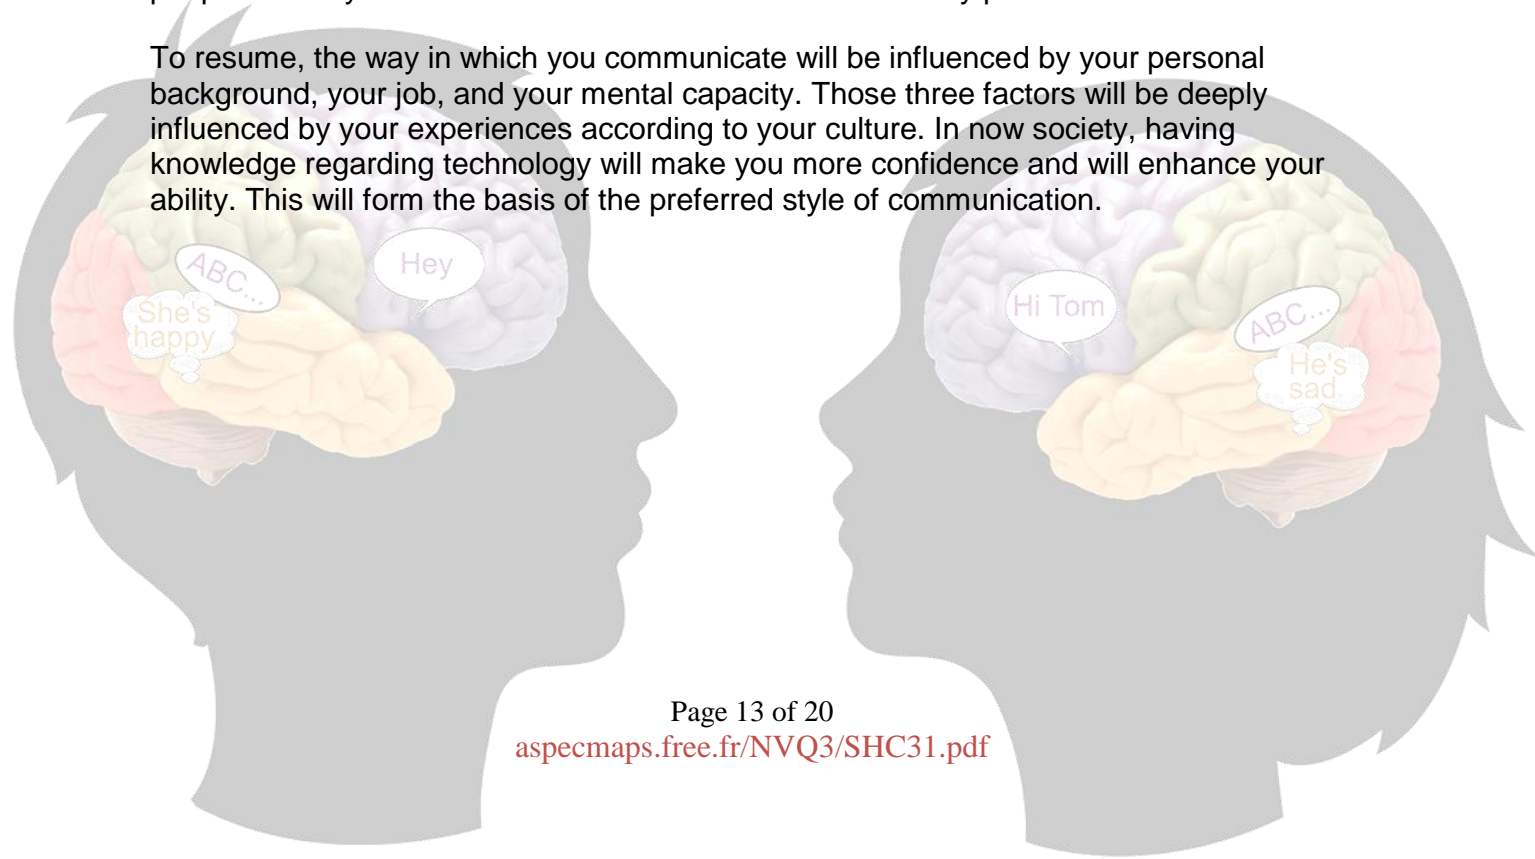 To resume, the way in which you communicate will be influenced by your personal
background, your job, and your mental capacity. Those three factors will be deeply
influenced by your experiences according to your culture. In now society, having
knowledge regarding technology will make you more confidence and will enhance your
ability. This will form the basis of the preferred style of communication.
ABC...
Hey
She's
happy
Hi Tom
ABC...
He's
sad
Page 13 of 20
aspecmaps.free.fr/NVQ3/SHC31.pdf